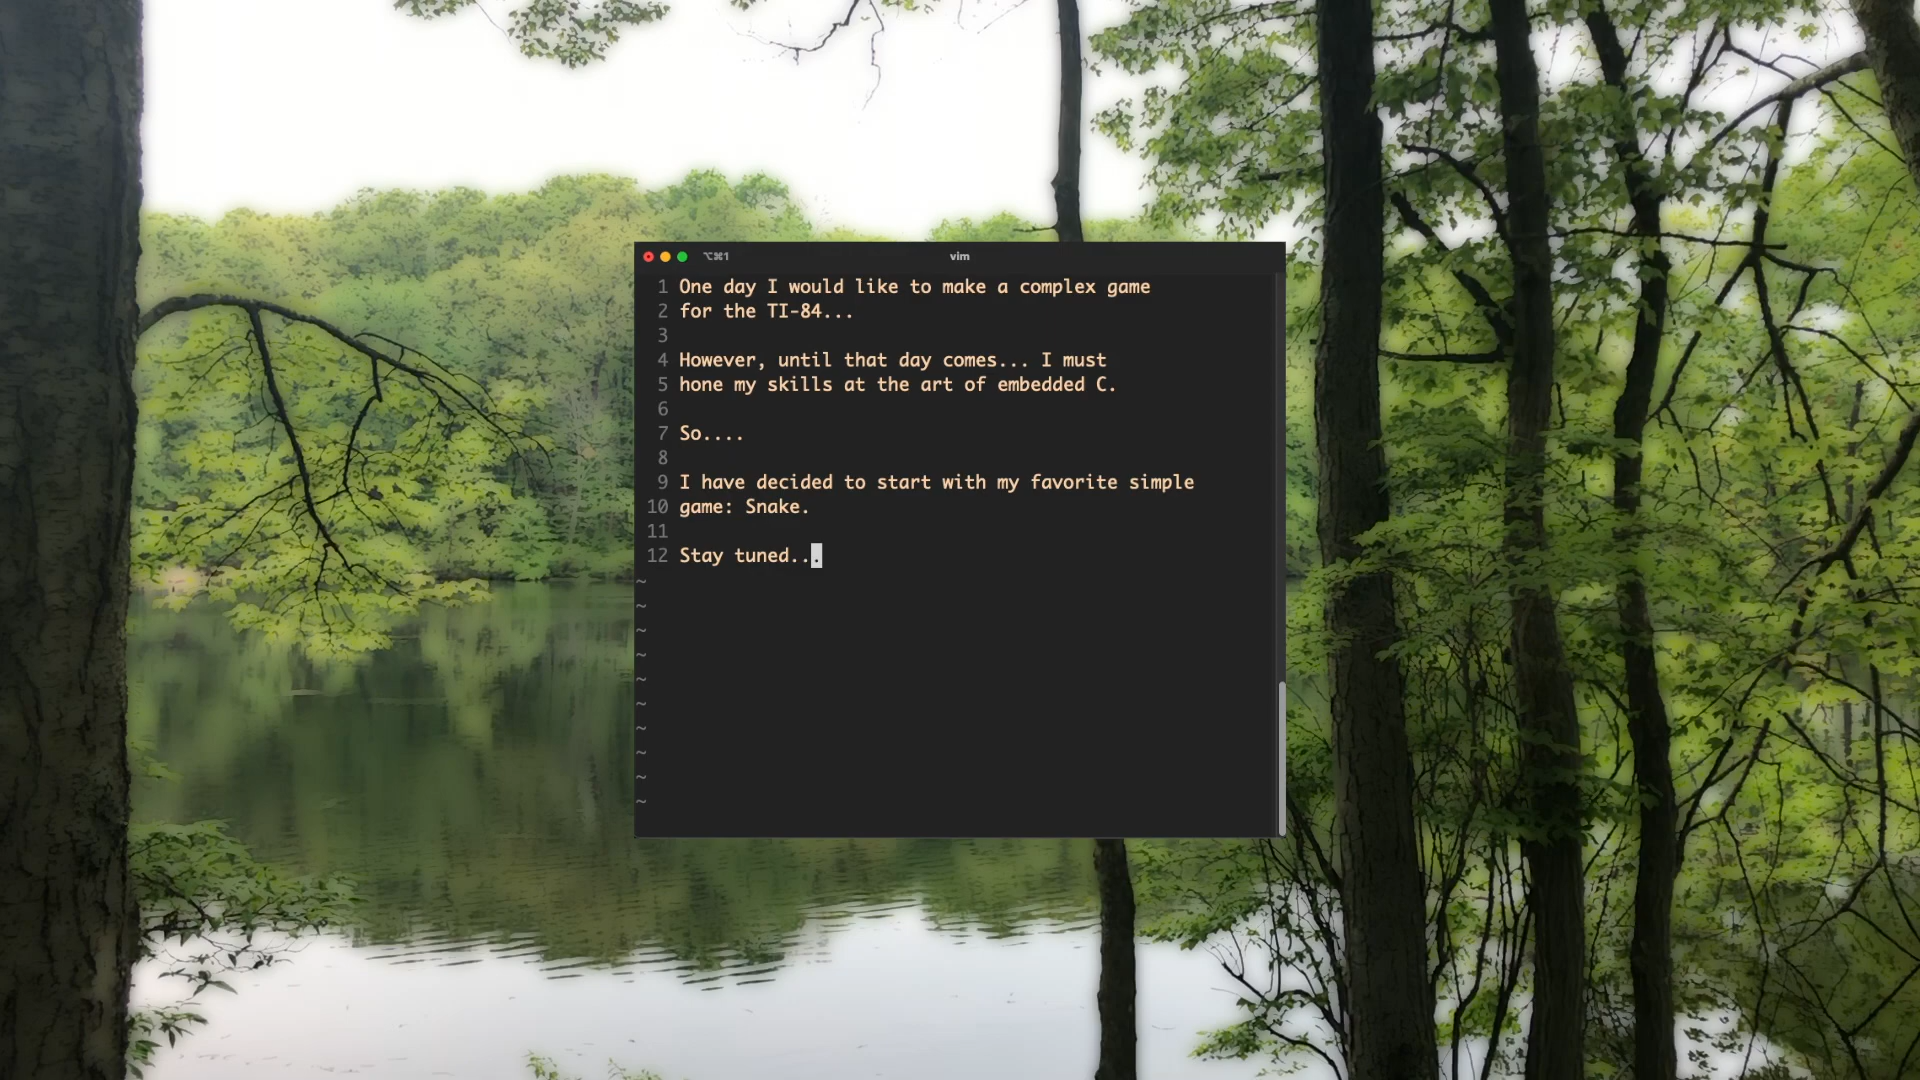 ⌥⌘1 vim
1 One day I would like to make a complex game
2 for the TI-84...
3
4 However, until that day comes... I must
5 hone my skills at the art of embedded C.
6
7 So....
8
9 I have decided to start with my favorite simple
10 game: Snake.
11
12 Stay tuned...
~
~
~
~
~
~
~
~
~
~